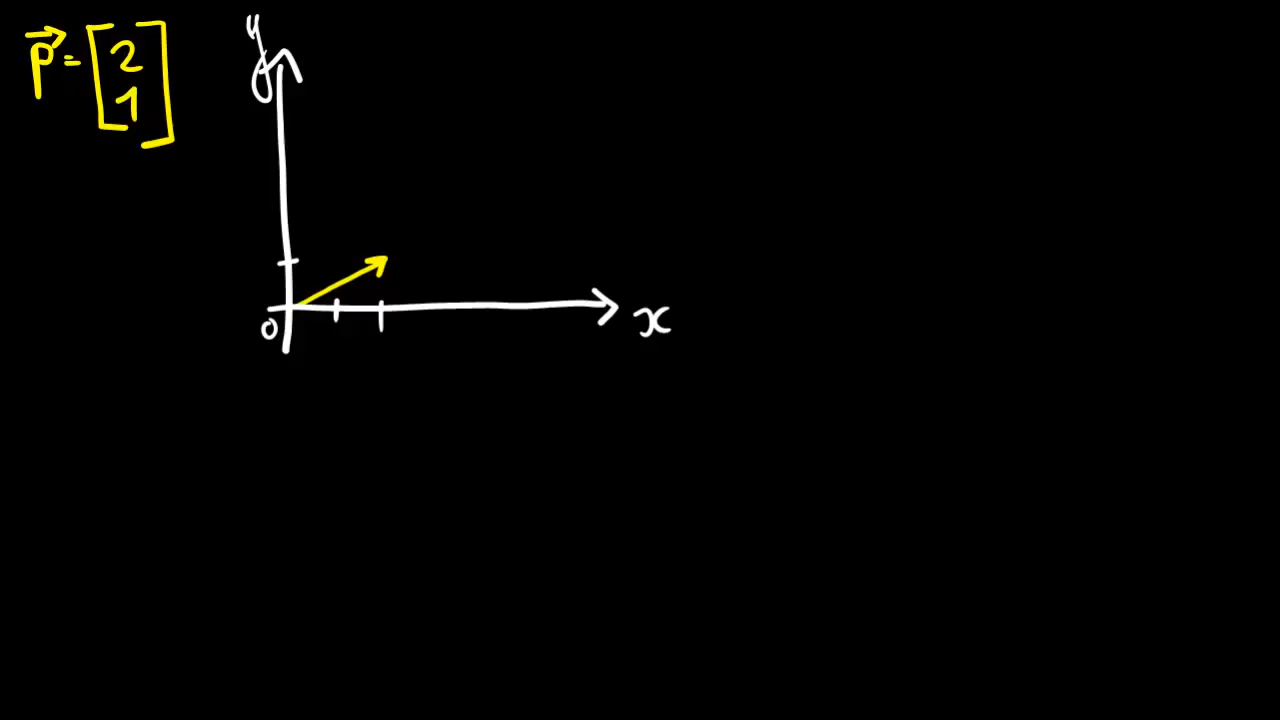 p⃗ = [2
1]
y
0
x